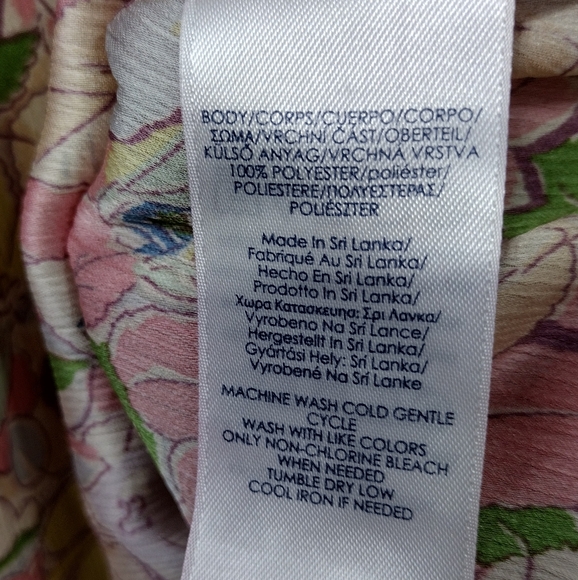 BODY/CORPS/CUERPO/CORPO/
ΣΩΜΑ/VRCHNÍ ČÁST/OBERTEIL/
KÜLSŐ ANYAG/VRCHNÁ VRSTVA
100% POLYESTER/poliéster/
POLIESTERE/ΠΟΛΥΕΣΤΕΡΑΣ/
POLIÉSZTER
Made In Sri Lanka/
Fabriqué Au Sri Lanka/
Hecho En Sri Lanka/
Prodotto In Sri Lanka/
Χωρα Κατασκευηα: Σρι Λανκα/
Vyrobeno Na Srí Lance/
Hergestellt In Sri Lanka/
Gyártási Hely: Srí Lanka/
Vyrobené Na Srí Lanke
MACHINE WASH COLD GENTLE
CYCLE
WASH WITH LIKE COLORS
ONLY NON-CHLORINE BLEACH
WHEN NEEDED
TUMBLE DRY LOW
COOL IRON IF NEEDED